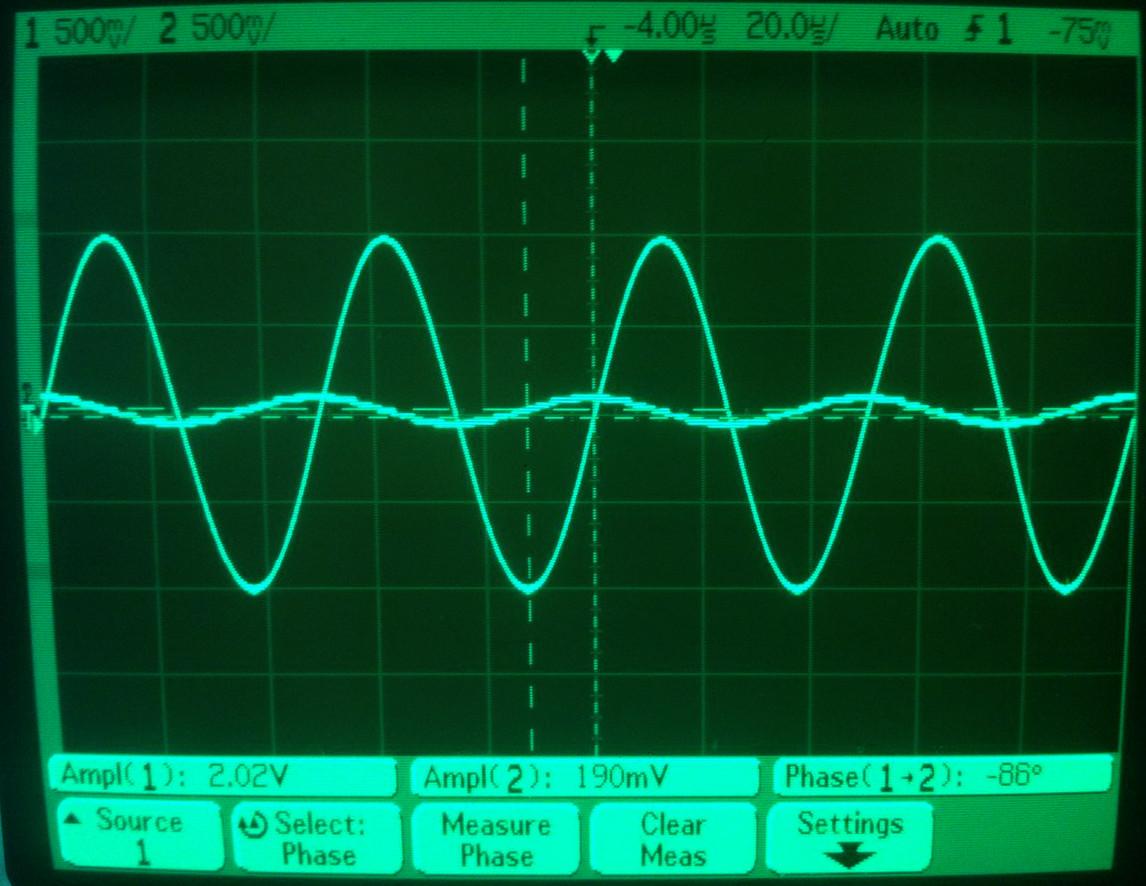 1 500mV/ 2 500mV/ -4.00µs 20.0µs/ Auto 1 -75mV
Ampl(1): 2.02V Ampl(2): 190mV Phase(1→2): -86°
Source Select: Measure Clear Settings
1 Phase Phase Meas